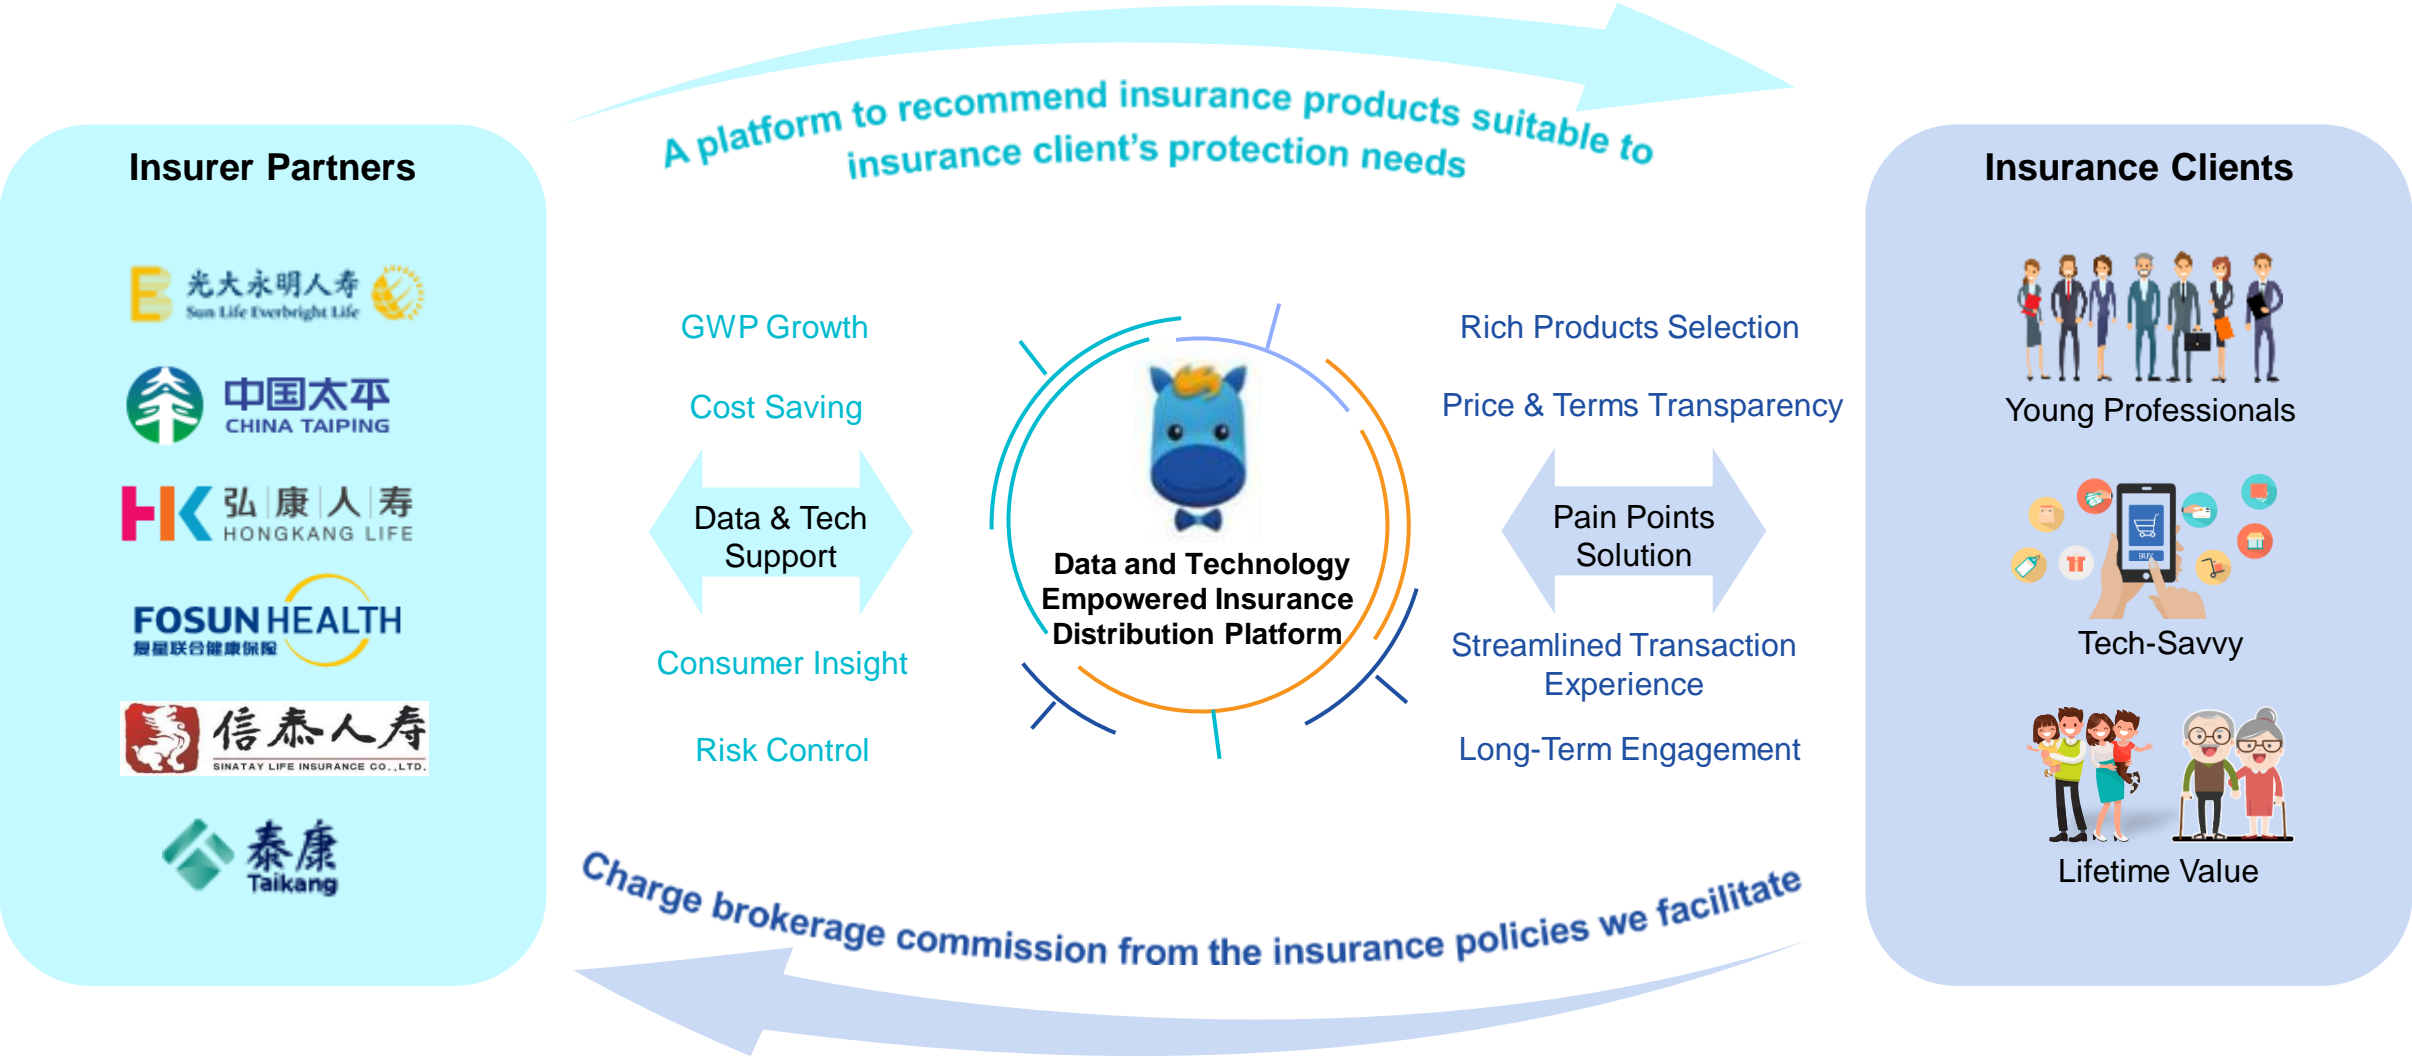 A platform to recommend insurance products suitable to
insurance client's protection needs
Insurer Partners
光大永明人寿
Sun Life Everbright Life
中国太平
CHINA TAIPING
HK
弘康人寿
HONGKANG LIFE
FOSUN HEALTH
复星联合健康保险
信泰人寿
SINATAY LIFE INSURANCE CO.,LTD.
泰康
Taikang
GWP Growth
Cost Saving
Data & Tech
Support
Consumer Insight
Risk Control
Data and Technology
Empowered Insurance
Distribution Platform
Rich Products Selection
Price & Terms Transparency
Pain Points
Solution
Streamlined Transaction
Experience
Long-Term Engagement
Insurance Clients
Young Professionals
BUY
Tech-Savvy
Lifetime Value
Charge brokerage commission from the insurance policies we facilitate